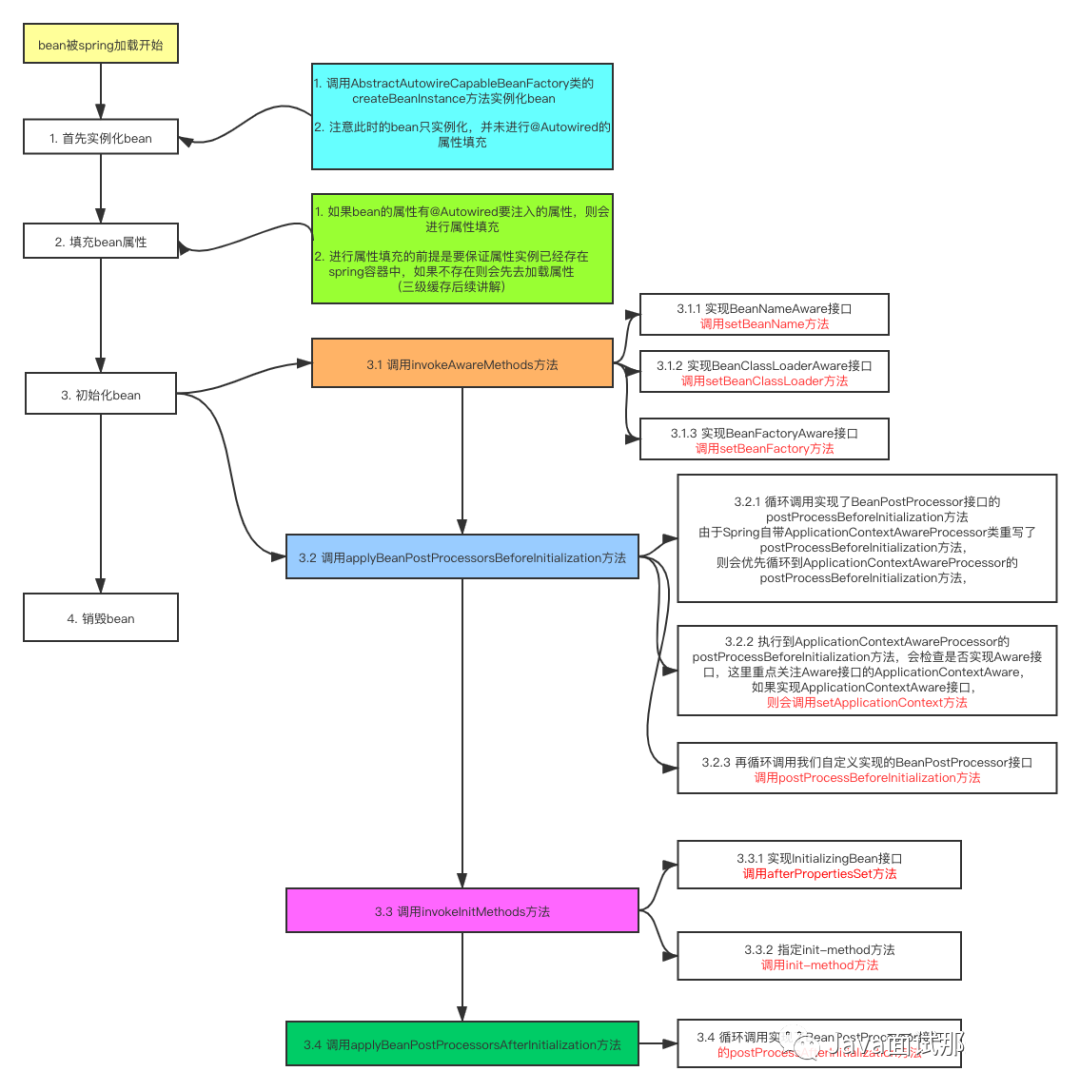 bean被spring加载开始
1. 首先实例化bean
1. 调用AbstractAutowireCapableBeanFactory类的
createBeanInstance方法实例化bean
2. 注意此时的bean只实例化，并未进行@Autowired的
属性填充
2. 填充bean属性
1. 如果bean的属性有@Autowired要注入的属性，则会
进行属性填充
2. 进行属性填充的前提是要保证属性实例已经存在
spring容器中，如果不存在则会先去加载属性
（三级缓存后续讲解）
3. 初始化bean
3.1 调用invokeAwareMethods方法
3.1.1 实现BeanNameAware接口
调用setBeanName方法
3.1.2 实现BeanClassLoaderAware接口
调用setBeanClassLoader方法
3.1.3 实现BeanFactoryAware接口
调用setBeanFactory方法
3.2 调用applyBeanPostProcessorsBeforeInitialization方法
3.2.1 循环调用实现了BeanPostProcessor接口的
postProcessBeforeInitialization方法
由于Spring自带ApplicationContextAwareProcessor类重写了
postProcessBeforeInitialization方法，
则会优先循环到ApplicationContextAwareProcessor的
postProcessBeforeInitialization方法，
3.2.2 执行到ApplicationContextAwareProcessor的
postProcessBeforeInitialization方法，会检查是否实现Aware接
口，这里重点关注Aware接口的ApplicationContextAware，
如果实现ApplicationContextAware接口，
则会调用setApplicationContext方法
3.2.3 再循环调用我们自定义实现的BeanPostProcessor接口
调用postProcessBeforeInitialization方法
4. 销毁bean
3.3 调用invokeInitMethods方法
3.3.1 实现InitializingBean接口
调用afterPropertiesSet方法
3.3.2 指定init-method方法
调用init-method方法
3.4 调用applyBeanPostProcessorsAfterInitialization方法
3.4 循环调用实 BeanPostProcessor接口
的postProcessAfterInitialization方法
Java面试那